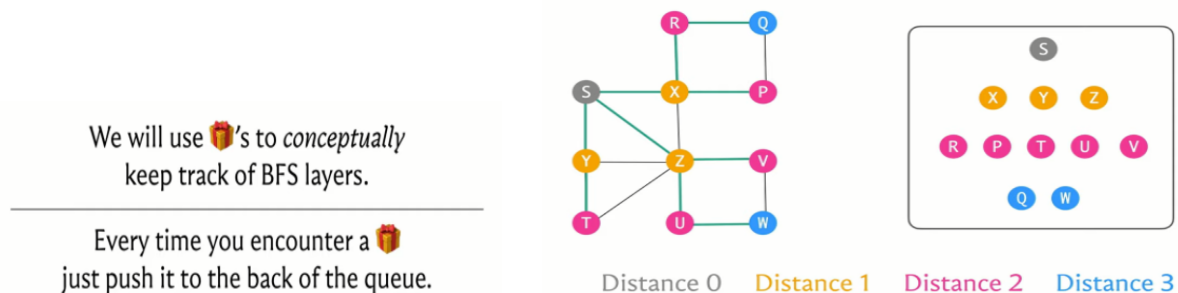 We will use 🎁's to conceptually
keep track of BFS layers.
Every time you encounter a 🎁
just push it to the back of the queue.
R Q
S X P
Y Z V
T U W
S
X Y Z
R P T U V
Q W
Distance 0 Distance 1 Distance 2 Distance 3